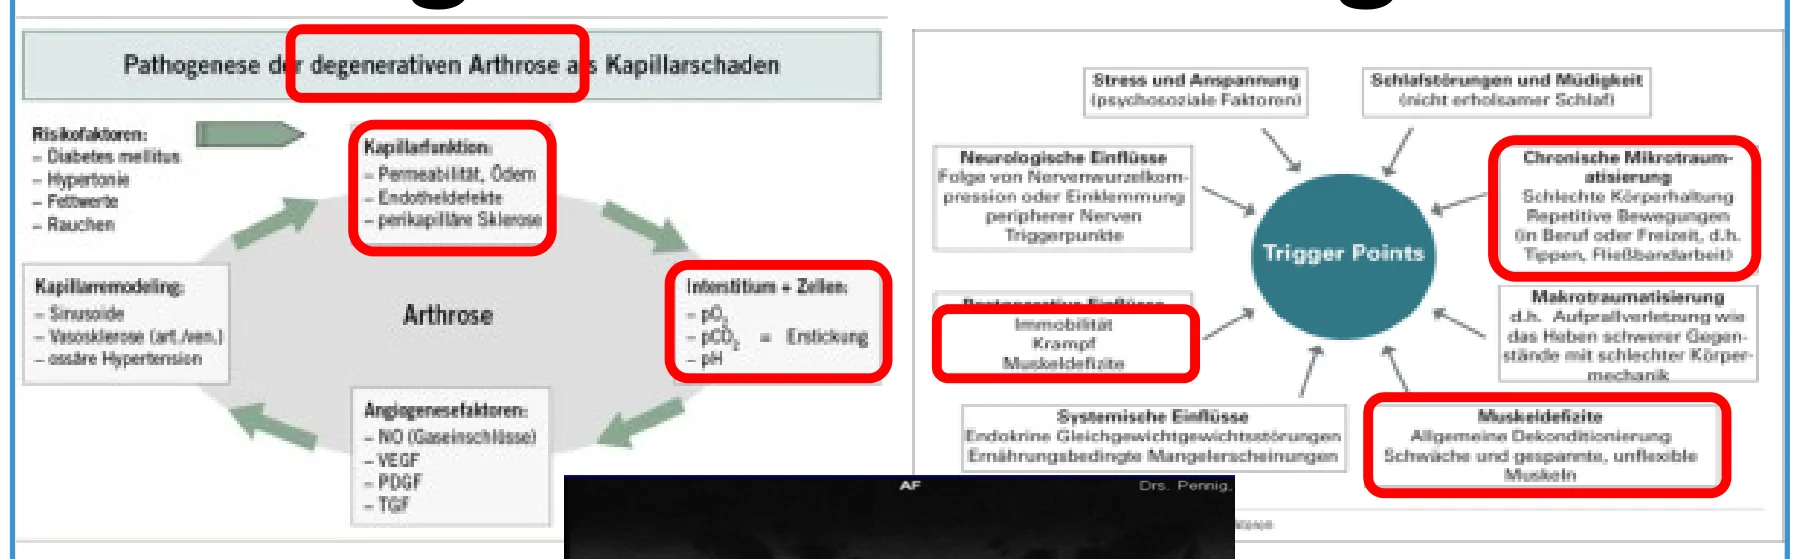 Pathogenese der degenerativen Arthrose als Kapillarschaden
Risikofaktoren:
– Diabetes mellitus
– Hypertonie
– Fettwerte
– Rauchen
Kapillarfunktion:
– Permeabilität, Ödem
– Endotheldefekte
– perikapilläre Sklerose
Interstitium + Zellen:
– pO2
– pCO2 = Erstickung
– pH
Kapillarremodeling:
– Sinusoide
– Vasosklerose (art./ven.)
– ossäre Hypertension
Arthrose
Angiogenesefaktoren:
– NO (Gaseinschlüsse)
– VEGF
– PDGF
– TGF
Stress und Anspannung
(psychosoziale Faktoren)
Schlafstörungen und Müdigkeit
(nicht erholsamer Schlaf)
Neurologische Einflüsse
Folge von Nervenwurzelkom-
pression oder Einklemmung
peripherer Nerven
Triggerpunkte
Chronische Mikrotraum-
atisierung
Schlechte Körperhaltung
Repetitive Bewegungen
(in Beruf oder Freizeit, d.h.
Tippen, Fließbandarbeit)
Trigger Points
Einflüsse
Immobilität
Krampf
Muskeldefizite
Makrotraumatisierung
d.h. Aufprallverletzung wie
das Heben schwerer Gegen-
stände mit schlechter Körper-
mechanik
Systemische Einflüsse
Endokrine Gleichgewichtgewichtsstörungen
Ernährungsbedingte Mangelerscheinungen
Muskeldefizite
Allgemeine Dekonditionierung
Schwäche und gespannte, unflexible
Muskeln
AF
Drs. Pennig,